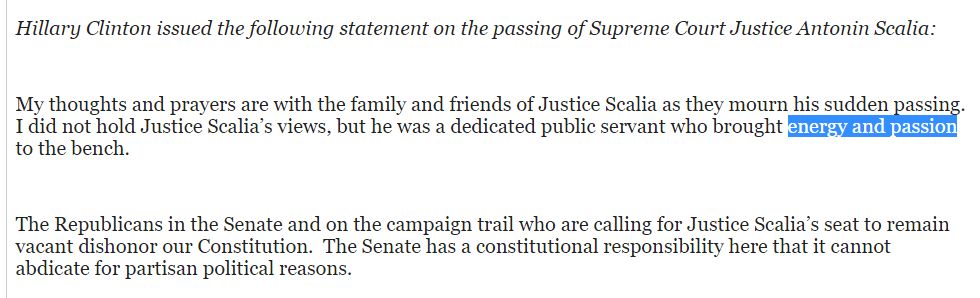 Hillary Clinton issued the following statement on the passing of Supreme Court Justice Antonin Scalia:
My thoughts and prayers are with the family and friends of Justice Scalia as they mourn his sudden passing.
I did not hold Justice Scalia’s views, but he was a dedicated public servant who brought energy and passion
to the bench.
The Republicans in the Senate and on the campaign trail who are calling for Justice Scalia’s seat to remain
vacant dishonor our Constitution.  The Senate has a constitutional responsibility here that it cannot
abdicate for partisan political reasons.